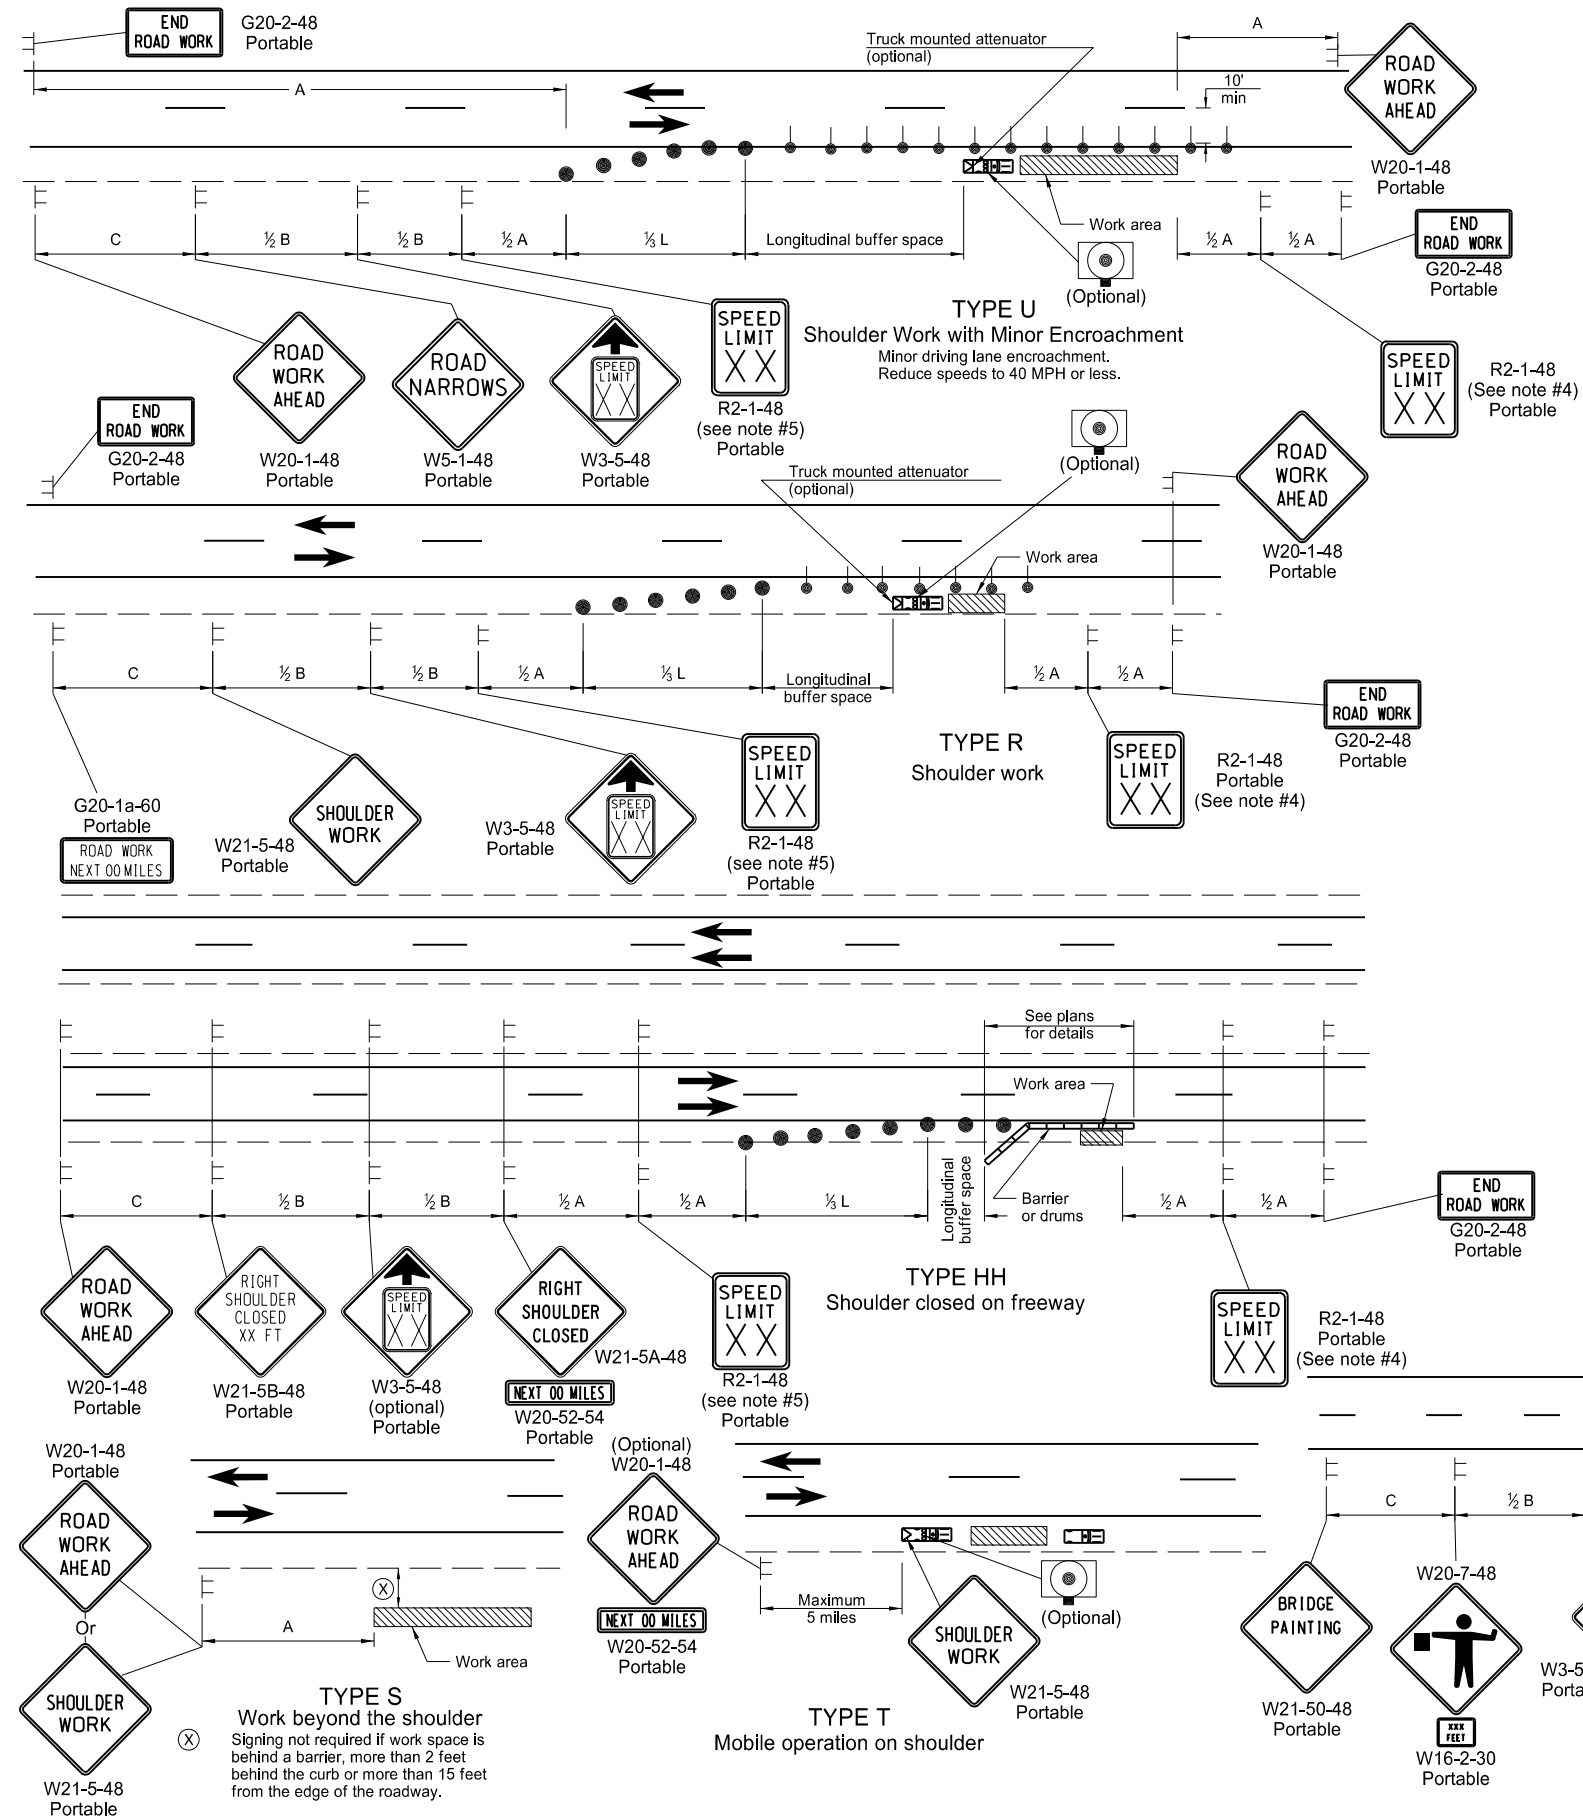 END
ROAD WORK
G20-2-48
Portable
Truck mounted attenuator
(optional)
A
ROAD
WORK
AHEAD
W20-1-48
Portable
A
10'
min
C
½ B
½ B
½ A
⅓ L
Longitudinal buffer space
Work area
½ A
½ A
END
ROAD WORK
G20-2-48
Portable
(Optional)
TYPE U
Shoulder Work with Minor Encroachment
Minor driving lane encroachment.
Reduce speeds to 40 MPH or less.
ROAD
WORK
AHEAD
W20-1-48
Portable
ROAD
NARROWS
W5-1-48
Portable
SPEED
LIMIT
XX
W3-5-48
Portable
SPEED
LIMIT
XX
R2-1-48
(see note #5)
Portable
SPEED
LIMIT
XX
R2-1-48
(See note #4)
Portable
END
ROAD WORK
G20-2-48
Portable
Truck mounted attenuator
(optional)
(Optional)
ROAD
WORK
AHEAD
W20-1-48
Portable
Work area
C
½ B
½ B
½ A
⅓ L
Longitudinal
buffer space
½ A
½ A
END
ROAD WORK
G20-2-48
Portable
TYPE R
Shoulder work
G20-1a-60
Portable
ROAD WORK
NEXT 00 MILES
SHOULDER
WORK
W21-5-48
Portable
SPEED
LIMIT
XX
W3-5-48
Portable
SPEED
LIMIT
XX
R2-1-48
(see note #5)
Portable
SPEED
LIMIT
XX
R2-1-48
Portable
(See note #4)
See plans
for details
Work area
C
½ B
½ B
½ A
½ A
⅓ L
Longitudinal
buffer space
Barrier
or drums
½ A
½ A
END
ROAD WORK
G20-2-48
Portable
TYPE HH
Shoulder closed on freeway
ROAD
WORK
AHEAD
W20-1-48
Portable
RIGHT
SHOULDER
CLOSED
XX FT
W21-5B-48
Portable
SPEED
LIMIT
XX
W3-5-48
(optional)
Portable
RIGHT
SHOULDER
CLOSED
W21-5A-48
NEXT 00 MILES
W20-52-54
Portable
SPEED
LIMIT
XX
R2-1-48
(see note #5)
Portable
SPEED
LIMIT
XX
R2-1-48
Portable
(See note #4)
W20-1-48
Portable
ROAD
WORK
AHEAD
Or
SHOULDER
WORK
W21-5-48
Portable
X
A
Work area
TYPE S
Work beyond the shoulder
X
Signing not required if work space is
behind a barrier, more than 2 feet
behind the curb or more than 15 feet
from the edge of the roadway.
(Optional)
W20-1-48
ROAD
WORK
AHEAD
NEXT 00 MILES
W20-52-54
Portable
Maximum
5 miles
SHOULDER
WORK
W21-5-48
Portable
(Optional)
TYPE T
Mobile operation on shoulder
C
½ B
BRIDGE
PAINTING
W21-50-48
Portable
W20-7-48
XXX
FEET
W16-2-30
Portable
W3-5
Porta